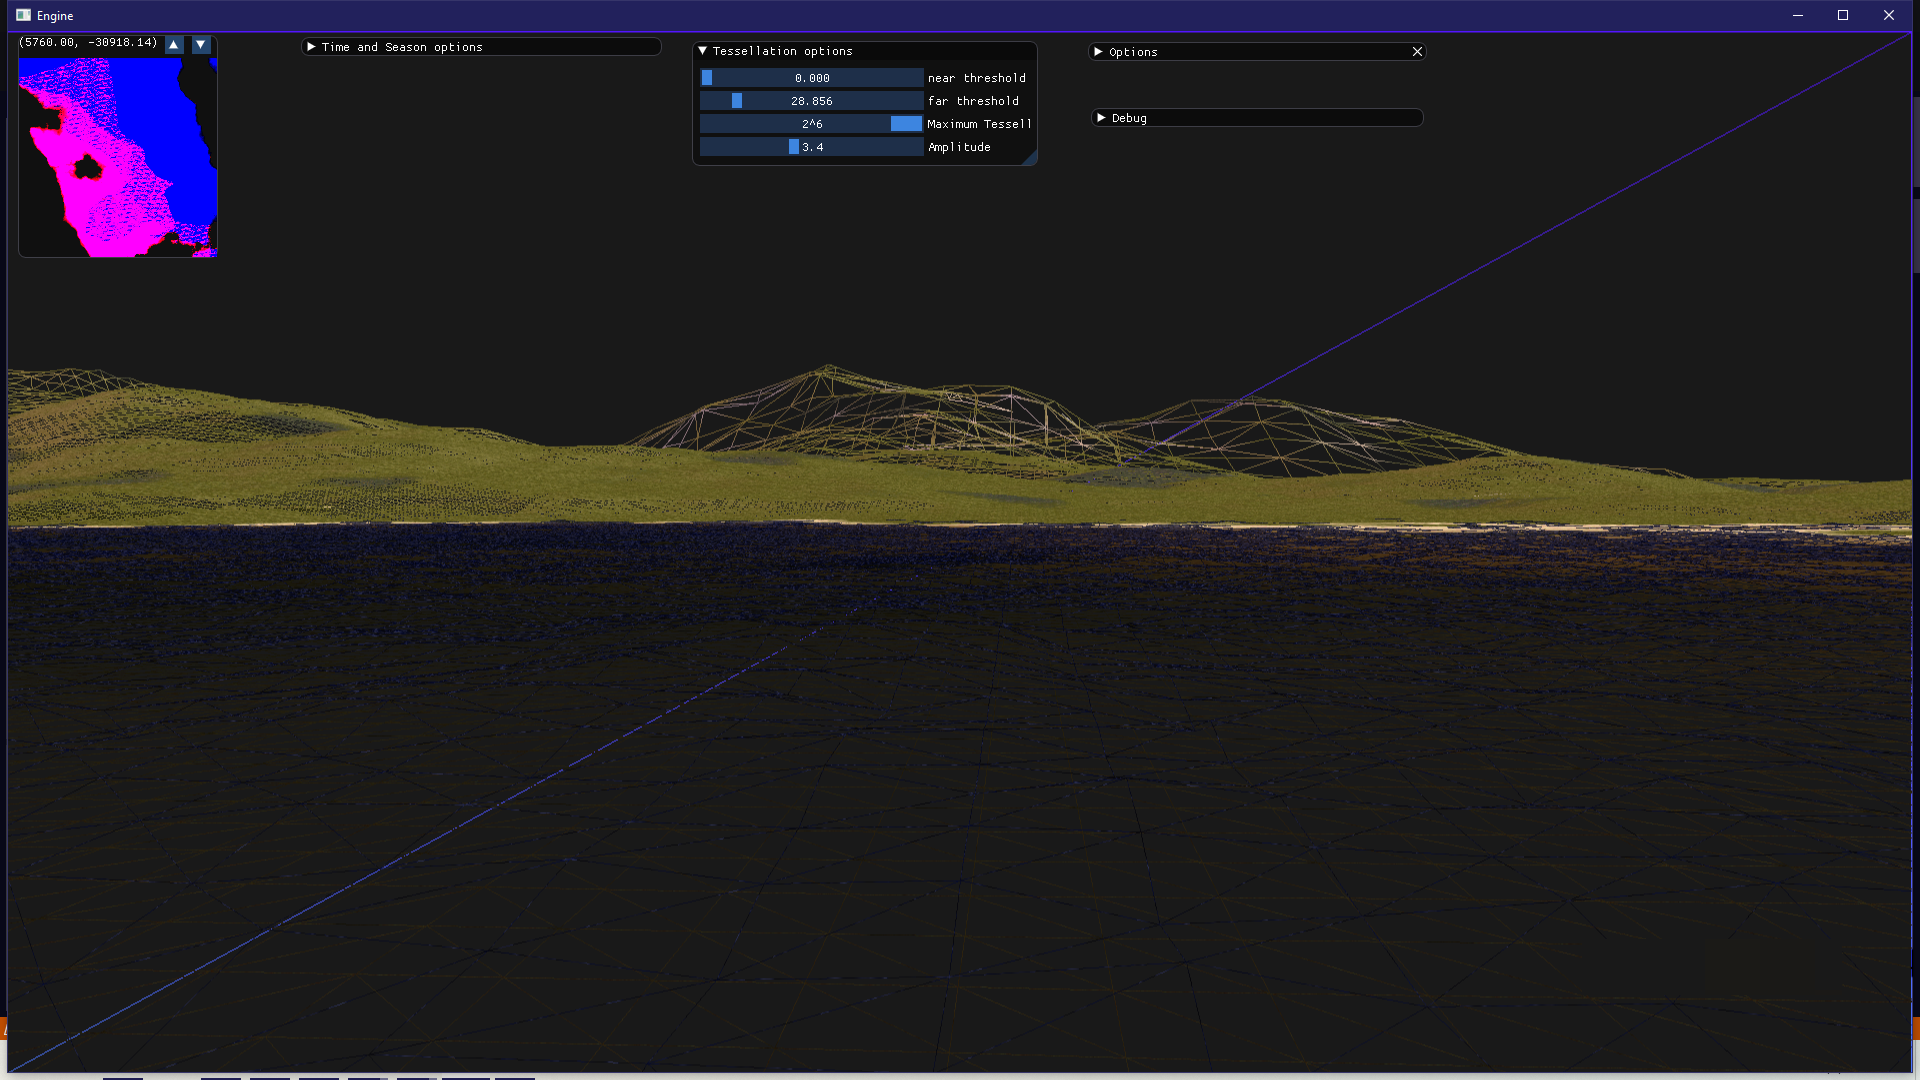 Engine
(5760.00, -30918.14)
Time and Season options
Tessellation options
0.000 near threshold
28.856 far threshold
2^6 Maximum Tessell
3.4 Amplitude
Options
Debug